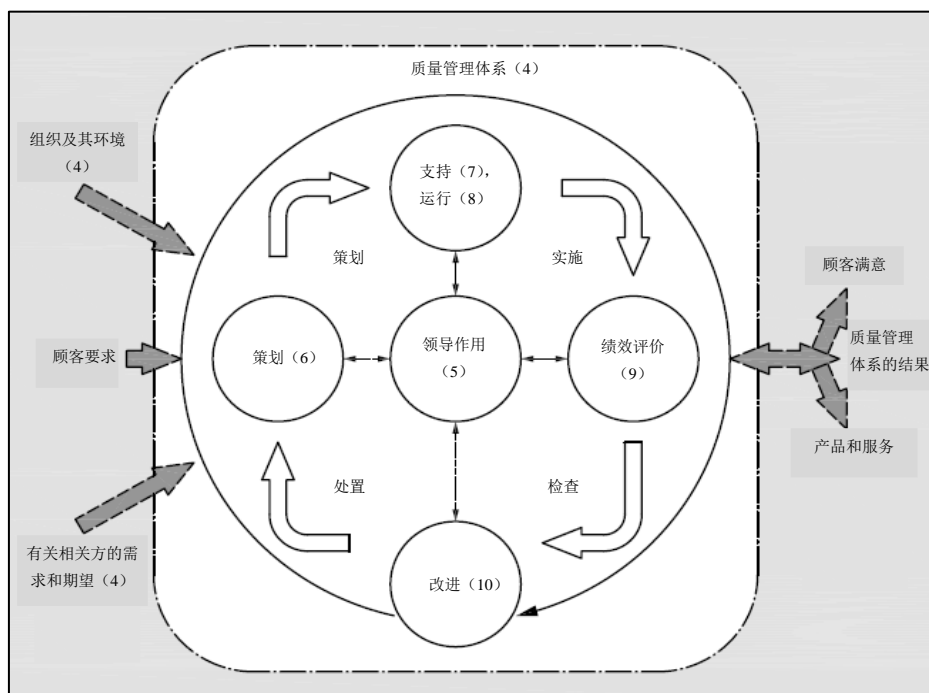 质量管理体系（4）
组织及其环境
（4）
支持（7），
运行（8）
策划
实施
顾客满意
顾客要求
策划（6）
领导作用
（5）
绩效评价
（9）
质量管理
体系的结果
处置
检查
产品和服务
有关相关方的需
求和期望（4）
改进（10）